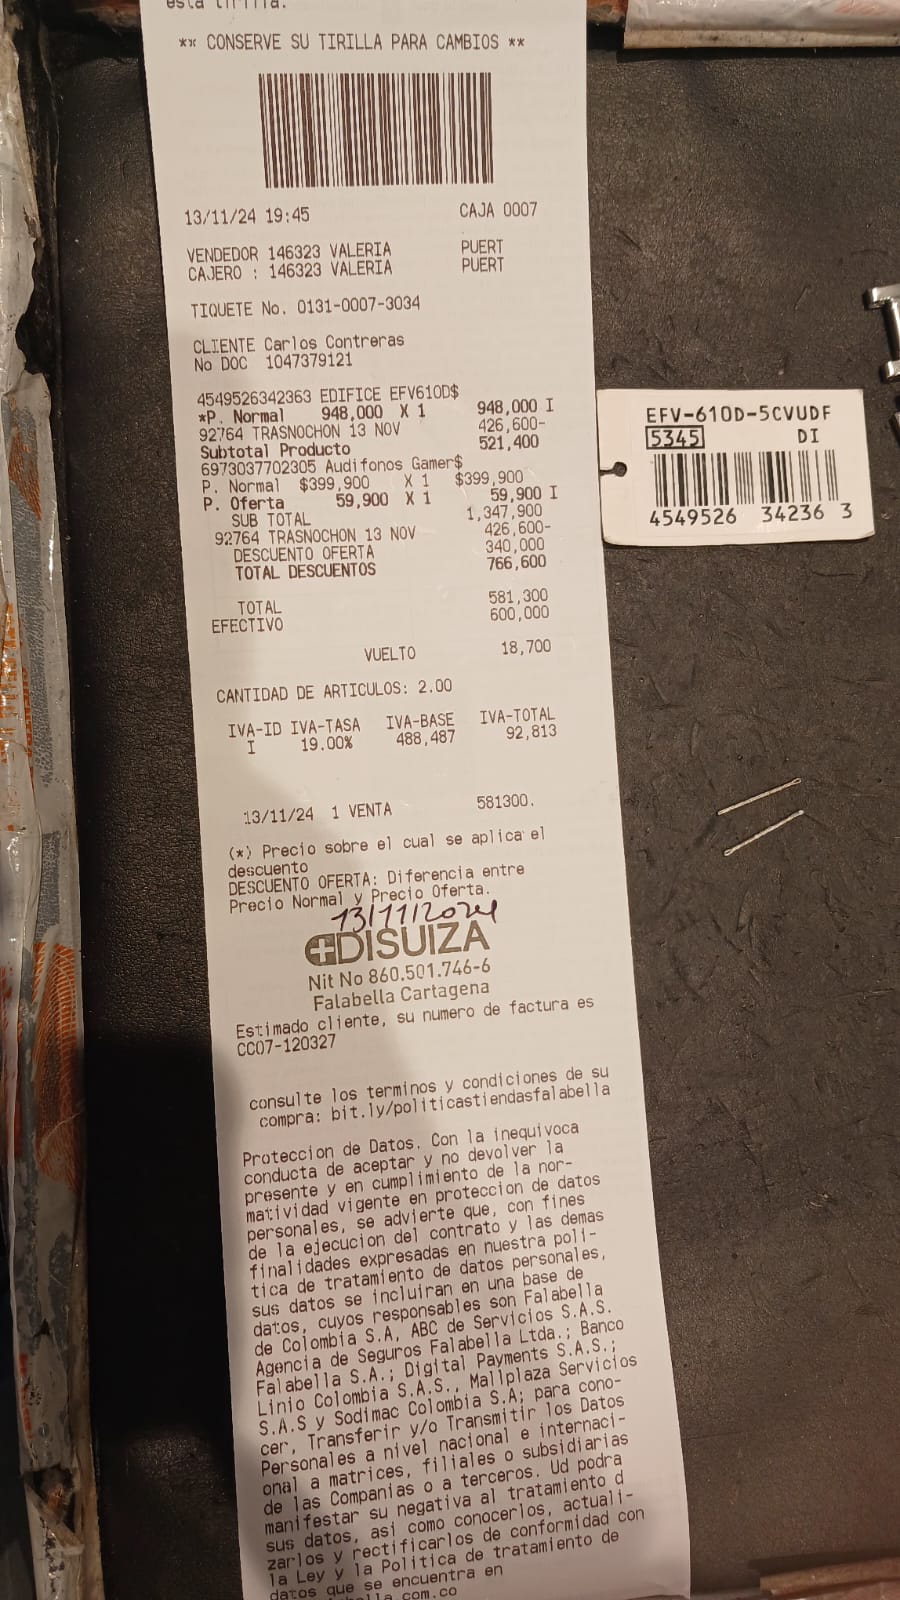 esta tirilla.
** CONSERVE SU TIRILLA PARA CAMBIOS **
13/11/24 19:45 CAJA 0007
VENDEDOR 146323 VALERIA PUERT
CAJERO : 146323 VALERIA PUERT
TIQUETE No. 0131-0007-3034
CLIENTE Carlos Contreras
No DOC 1047379121
4549526342363 EDIFICE EFV610D$
*P. Normal 948,000 X 1 948,000 I
92764 TRASNOCHON 13 NOV 426,600-
Subtotal Producto 521,400
6973037702305 Audifonos Gamer$
P. Normal $399,900 X 1 $399,900
P. Oferta 59,900 X 1 59,900 I
SUB TOTAL 1,347,900
92764 TRASNOCHON 13 NOV 426,600-
DESCUENTO OFERTA 340,000
TOTAL DESCUENTOS 766,600
TOTAL 581,300
EFECTIVO 600,000
VUELTO 18,700
CANTIDAD DE ARTICULOS: 2.00
IVA-ID IVA-TASA IVA-BASE IVA-TOTAL
I 19.00% 488,487 92,813
13/11/24 1 VENTA 581300.
(*) Precio sobre el cual se aplica el
descuento
DESCUENTO OFERTA: Diferencia entre
Precio Normal y Precio Oferta.
13/11/2024
DISUIZA
Nit No 860.501.746-6
Falabella Cartagena
Estimado cliente, su numero de factura es
CC07-120327
consulte los terminos y condiciones de su
compra: bit.ly/politicastiendasfalabella
Proteccion de Datos. Con la inequivoca
conducta de aceptar y no devolver la
presente y en cumplimiento de la nor-
matividad vigente en proteccion de datos
personales, se advierte que, con fines
de la ejecucion del contrato y las demas
finalidades expresadas en nuestra poli-
tica de tratamiento de datos personales,
sus datos se incluiran en una base de
datos, cuyos responsables son Falabella
de Colombia S.A, ABC de Servicios S.A.S.
Agencia de Seguros Falabella Ltda.; Banco
Falabella S.A.; Digital Payments S.A.S.;
Linio Colombia S.A.S., Mallplaza Servicios
S.A.S y Sodimac Colombia S.A; para cono-
cer, Transferir y/o Transmitir los Datos
Personales a nivel nacional e internaci-
onal a matrices, filiales o subsidiarias
de las Companias o a terceros. Ud podra
manifestar su negativa al tratamiento d
sus datos, asi como conocerlos, actuali-
zarlos y rectificarlos de conformidad con
la Ley y la Politica de tratamiento de
datos que se encuentra en
EFV-610D-5CVUDF
5345 DI
4549526 34236 3